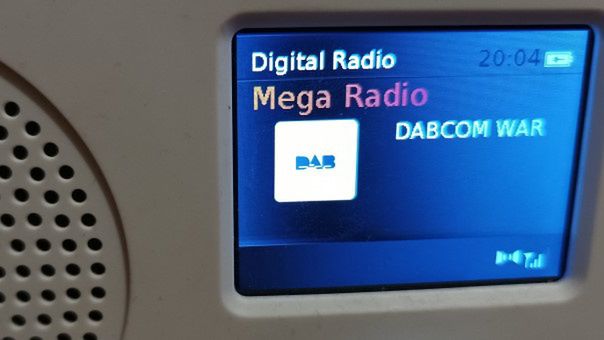 Digital Radio 20:04
Mega Radio
DABCOM WAR
DAB